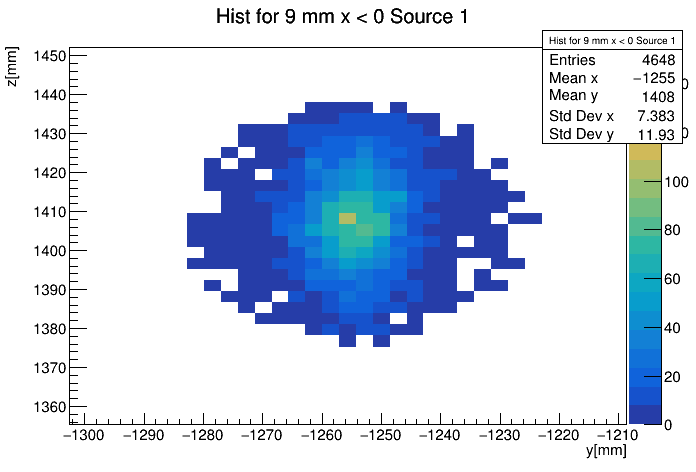 Hist for 9 mm x < 0 Source 1
z[mm]
1450
1440
1430
1420
1410
1400
1390
1380
1370
1360
Hist for 9 mm x < 0 Source 1
Entries 4648
Mean x −1255
Mean y 1408
Std Dev x 7.383
Std Dev y 11.93
100
80
60
40
20
0
−1300 −1290 −1280 −1270 −1260 −1250 −1240 −1230 −1220 −1210
y[mm]